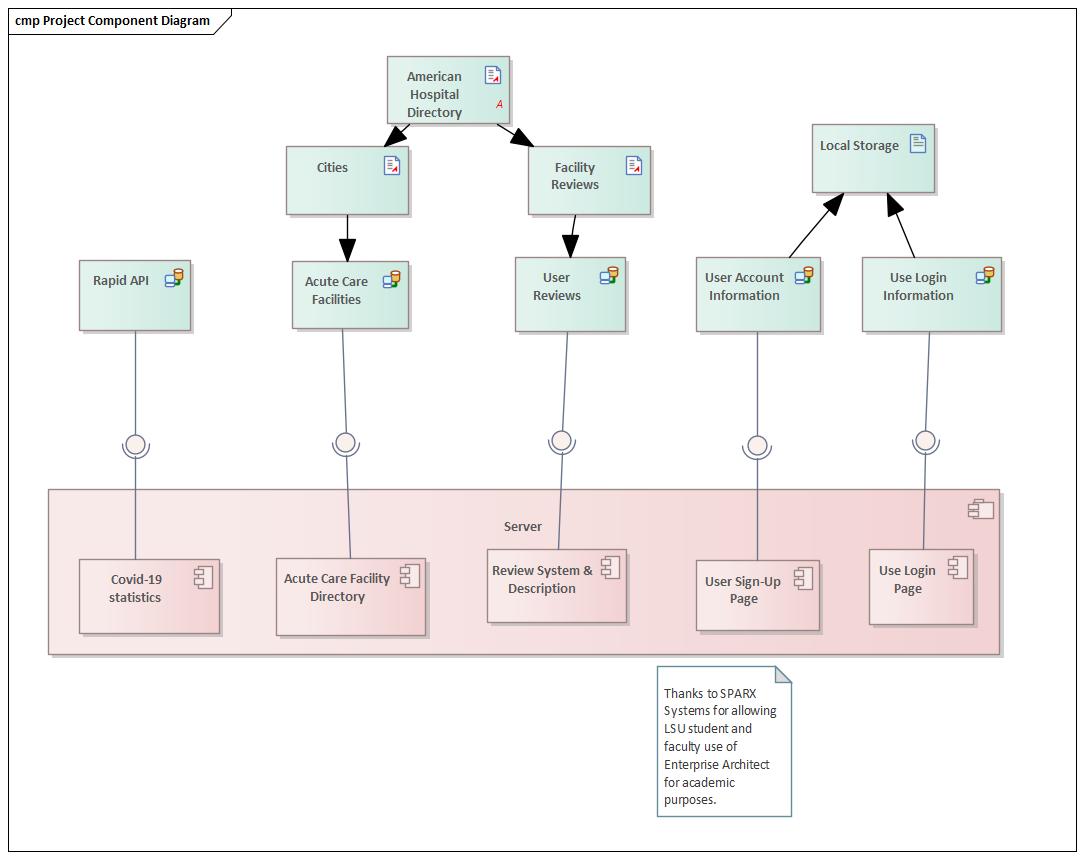 cmp Project Component Diagram
American
Hospital
Directory
A
Cities
Facility
Reviews
Local Storage
Rapid API
Acute Care
Facilities
User
Reviews
User Account
Information
Use Login
Information
Server
Covid-19
statistics
Acute Care Facility
Directory
Review System &
Description
User Sign-Up
Page
Use Login
Page
Thanks to SPARX
Systems for allowing
LSU student and
faculty use of
Enterprise Architect
for academic
purposes.